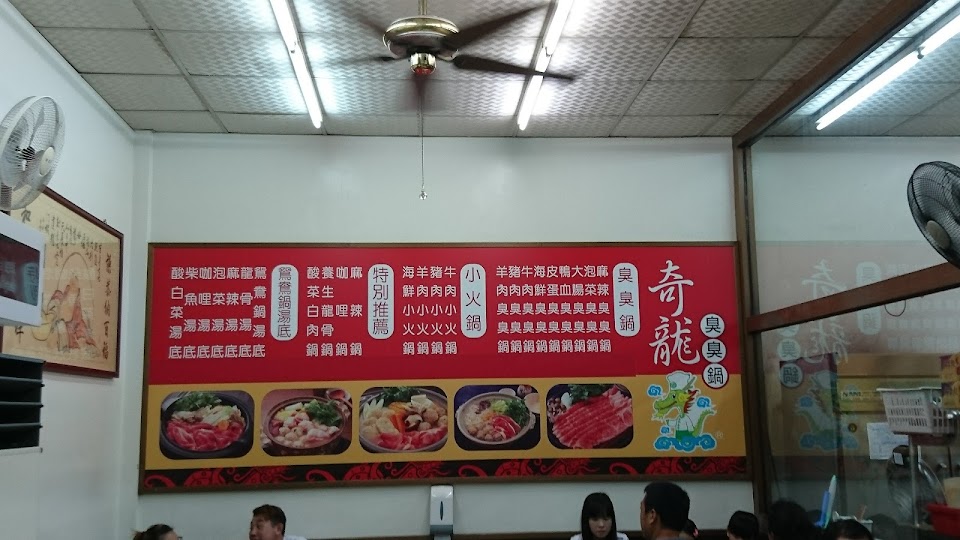 奇龍
臭臭鍋
臭臭鍋
麻辣臭臭鍋
泡菜臭臭鍋
大腸臭臭鍋
鴨血臭臭鍋
皮蛋臭臭鍋
海鮮臭臭鍋
牛肉臭臭鍋
豬肉臭臭鍋
羊肉臭臭鍋
小火鍋
牛肉小火鍋
豬肉小火鍋
羊肉小火鍋
海鮮小火鍋
特別推薦
麻辣鍋
咖哩鍋
養生龍骨鍋
酸菜白肉鍋
鴛鴦鍋湯底
鴛鴦鍋湯底
龍骨湯底
麻辣湯底
泡菜湯底
咖哩湯底
柴魚湯底
酸白菜湯底